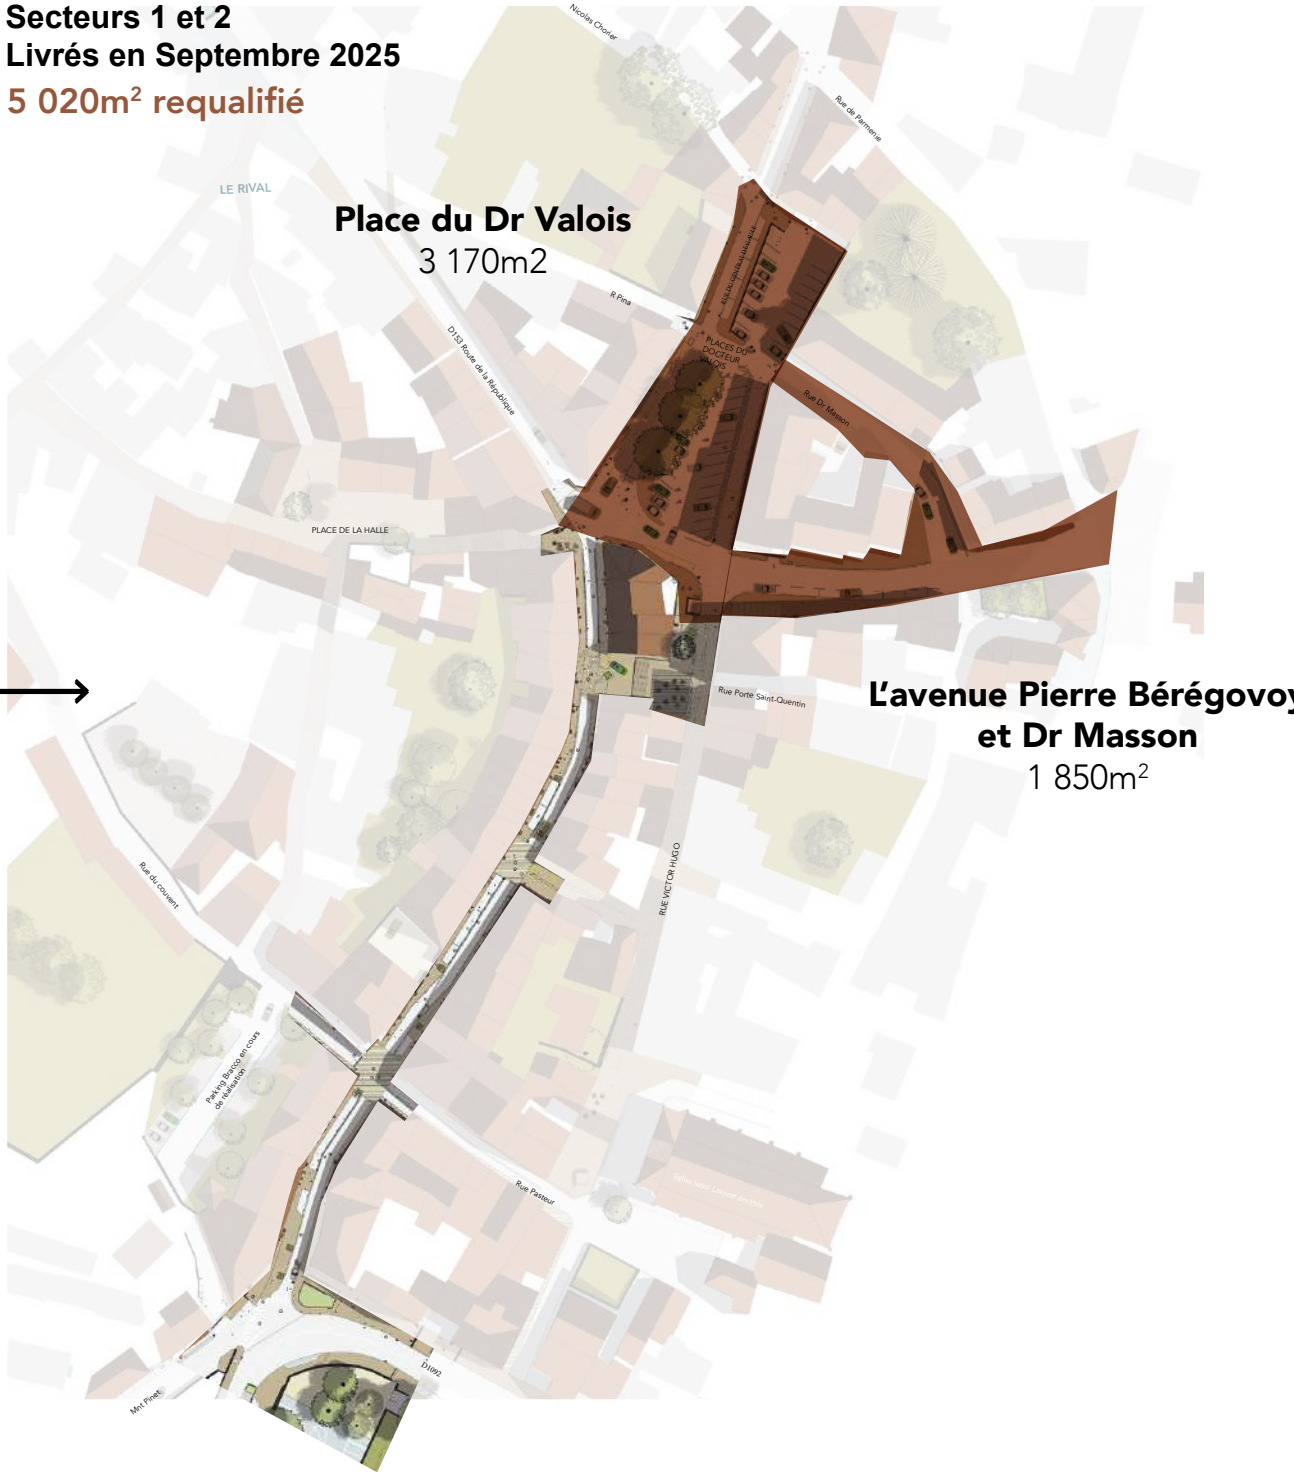 Secteurs 1 et 2
Livrés en Septembre 2025
5 020m² requalifié
Nicolas Chorier
Rue de Parmenie
LE RIVAL
Place du Dr Valois
3 170m2
R Pina
D153 Route de la République
PLACES DU
DOCTEUR
VALOIS
Rue Dr Masson
PLACE DE LA HALLE
Rue Porte Saint-Quentin
L'avenue Pierre Bérégovoy
et Dr Masson
1 850m²
RUE VICTOR HUGO
Rue du couvent
Parking Bracco en cours
de réalisation
Rue Pasteur
D1092
Mnt Pinet